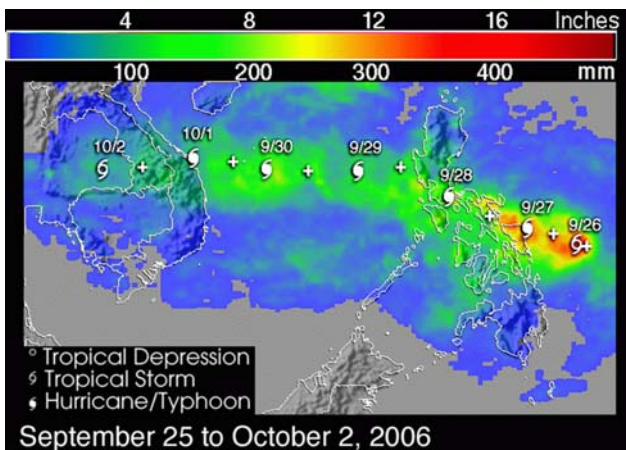 4 8 12 16 Inches
100 200 300 400 mm
10/2 10/1 9/30 9/29 9/28 9/27 9/26
Tropical Depression
Tropical Storm
Hurricane/Typhoon
September 25 to October 2, 2006